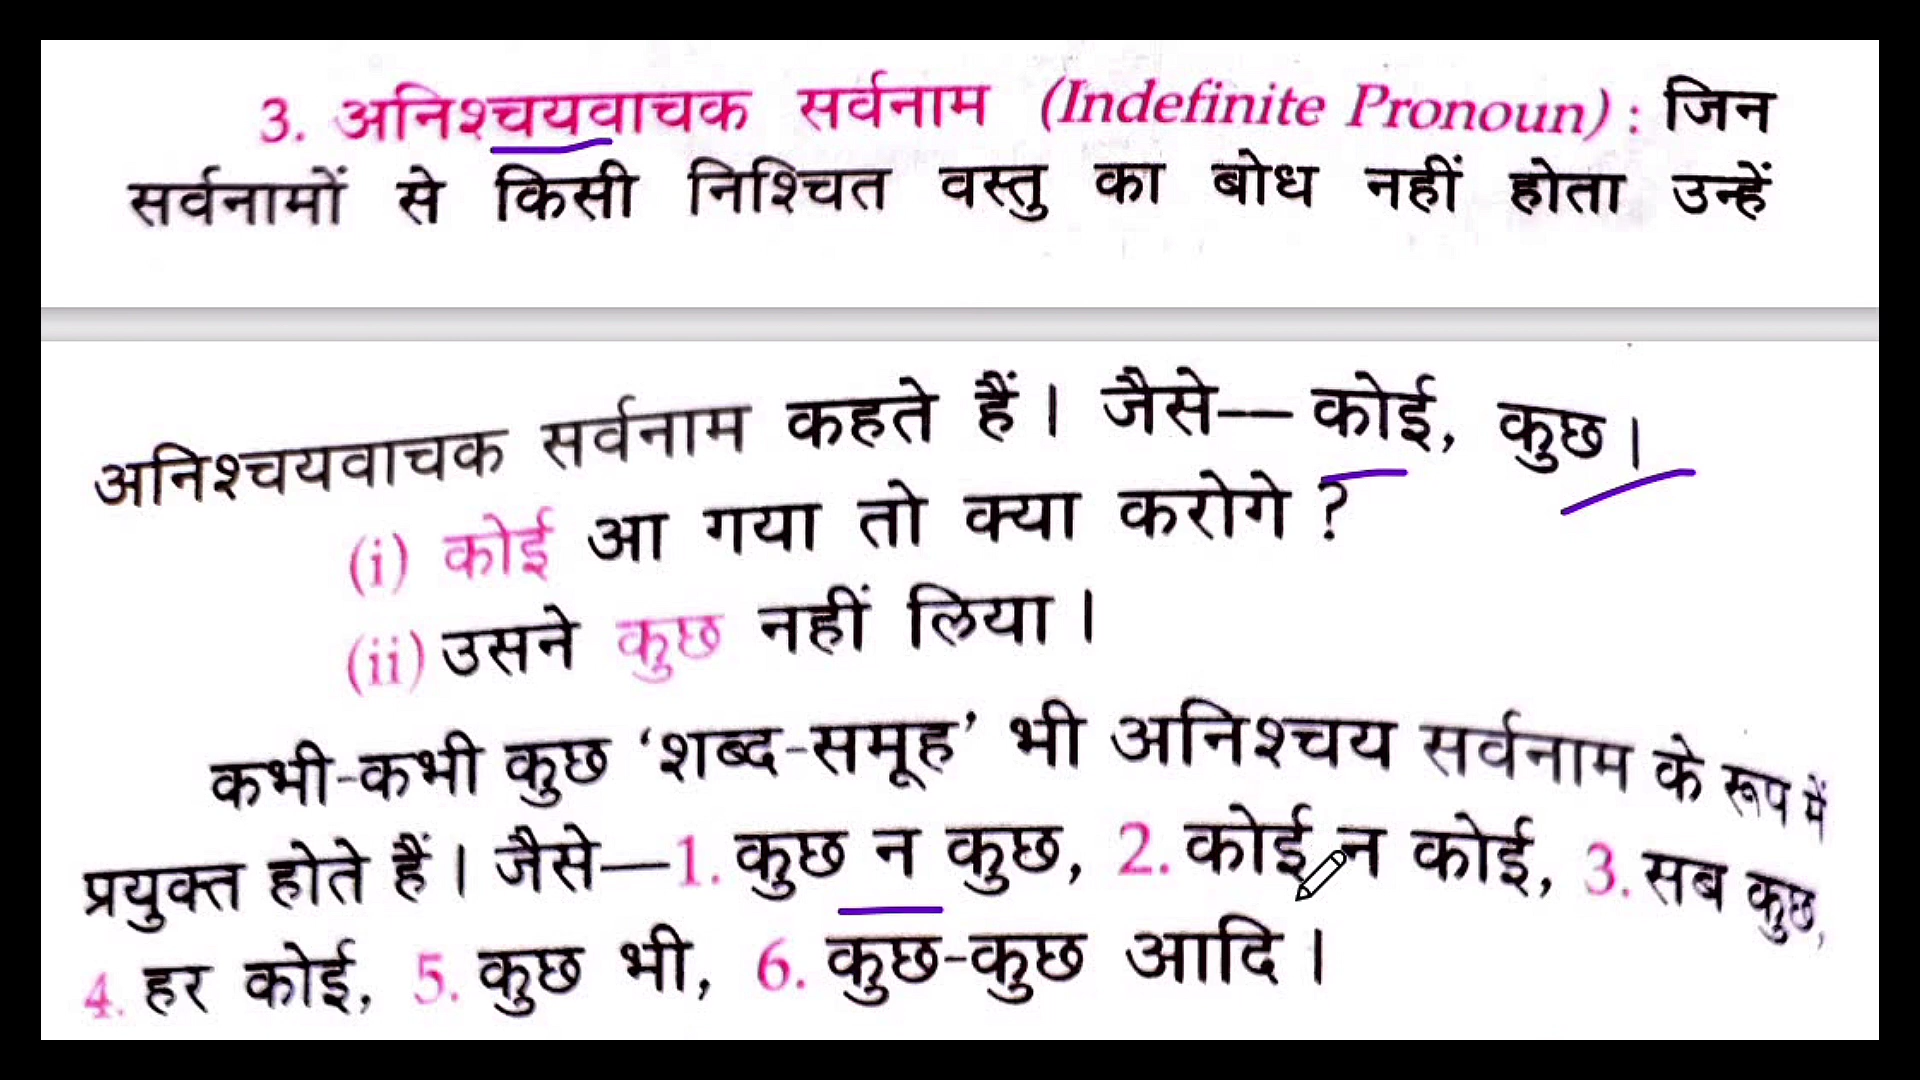 3. अनिश्चयवाचक सर्वनाम (Indefinite Pronoun) : जिन
सर्वनामों से किसी निश्चित वस्तु का बोध नहीं होता उन्हें
अनिश्चयवाचक सर्वनाम कहते हैं। जैसे— कोई, कुछ।
(i) कोई आ गया तो क्या करोगे ?
(ii) उसने कुछ नहीं लिया।
कभी-कभी कुछ ‘शब्द-समूह’ भी अनिश्चय सर्वनाम के रूप में
प्रयुक्त होते हैं। जैसे—1. कुछ न कुछ, 2. कोई न कोई, 3. सब कुछ,
4. हर कोई, 5. कुछ भी, 6. कुछ-कुछ आदि।